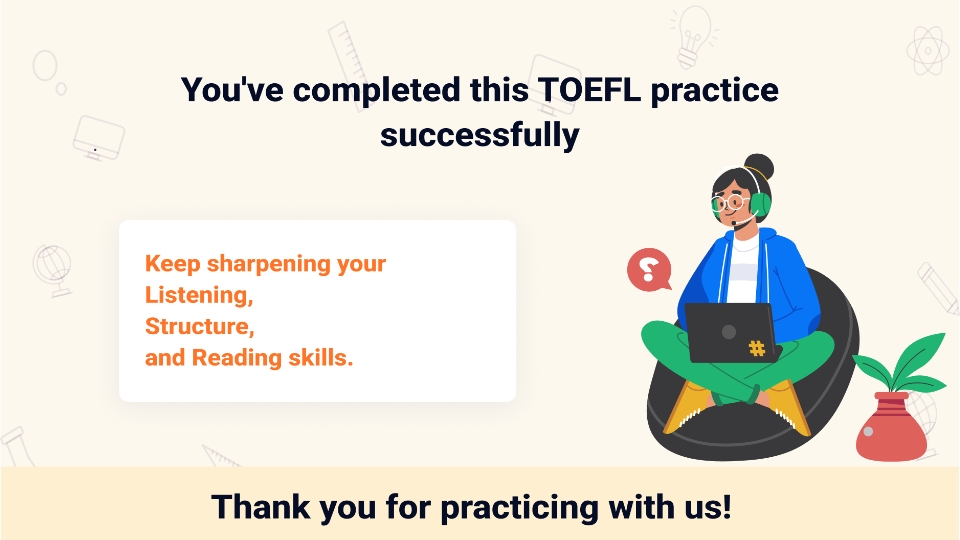 You've completed this TOEFL practice
successfully
Keep sharpening your
Listening,
Structure,
and Reading skills.
?
#
Thank you for practicing with us!